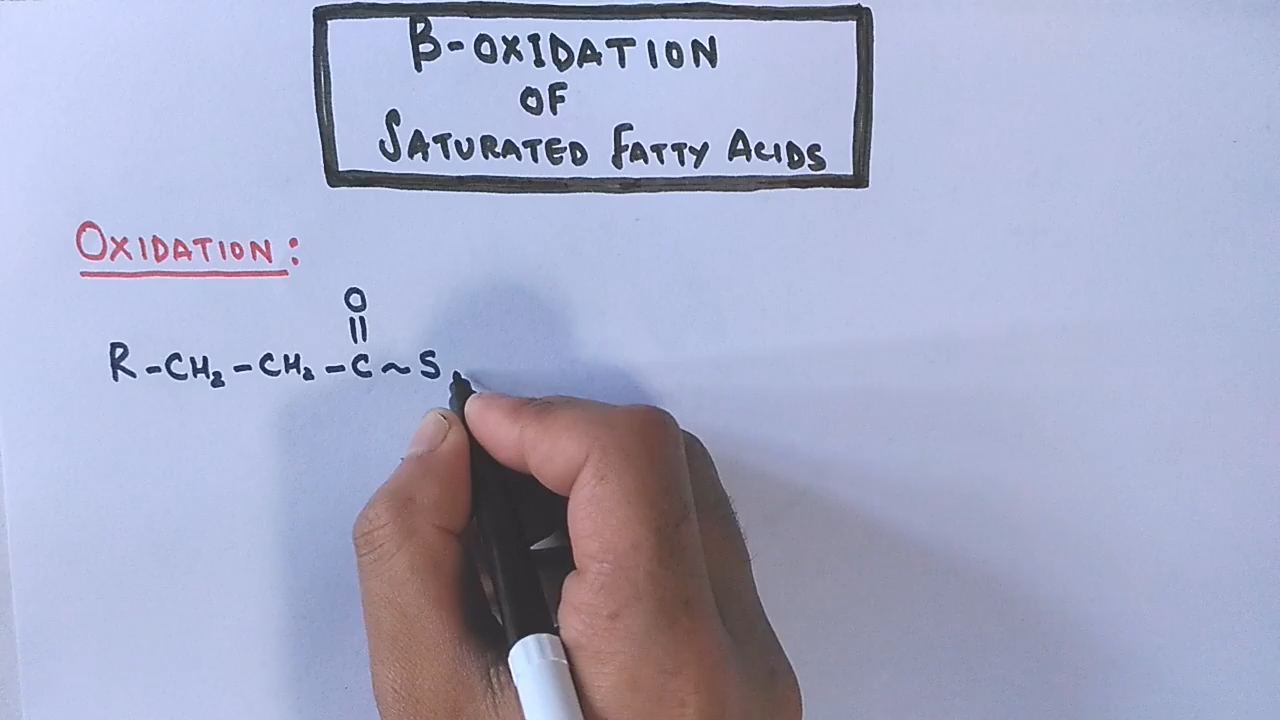 β-OXIDATION
OF
SATURATED FATTY ACIDS
OXIDATION:
O
||
R-CH₂-CH₂-C~S